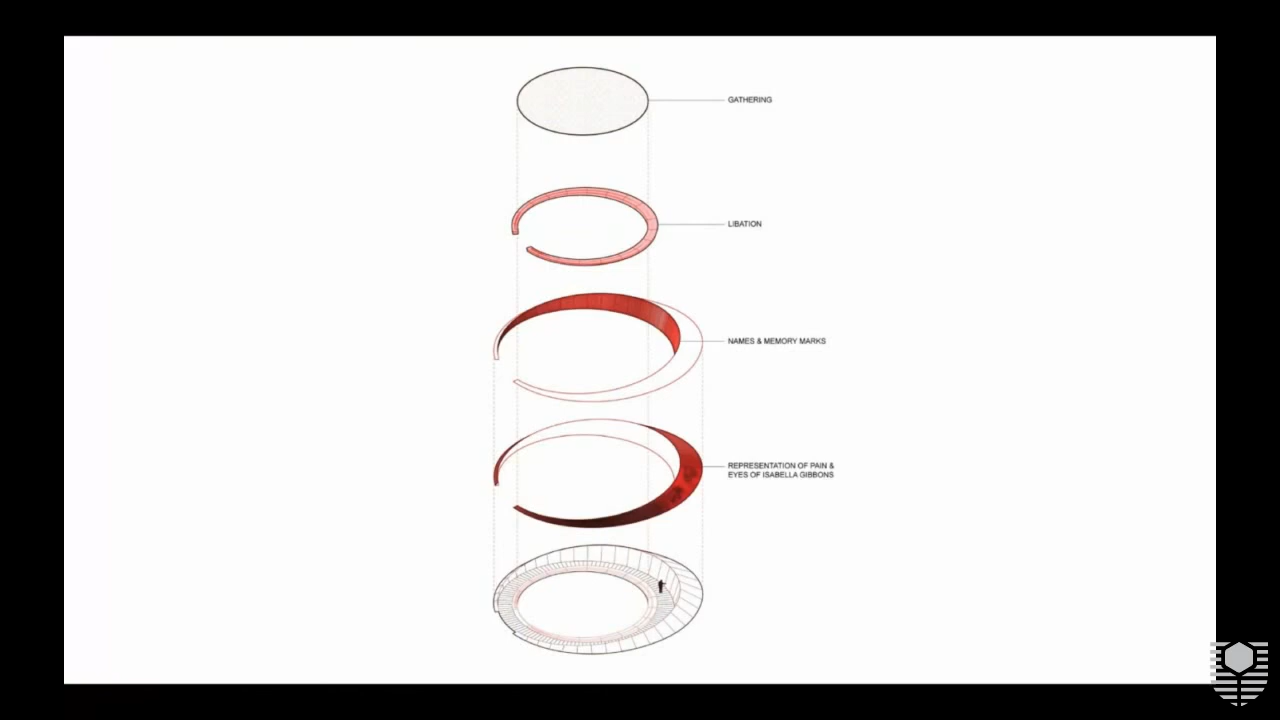 GATHERING
LIBATION
NAMES & MEMORY MARKS
REPRESENTATION OF PAIN &
EYES OF ISABELLA GIBBONS